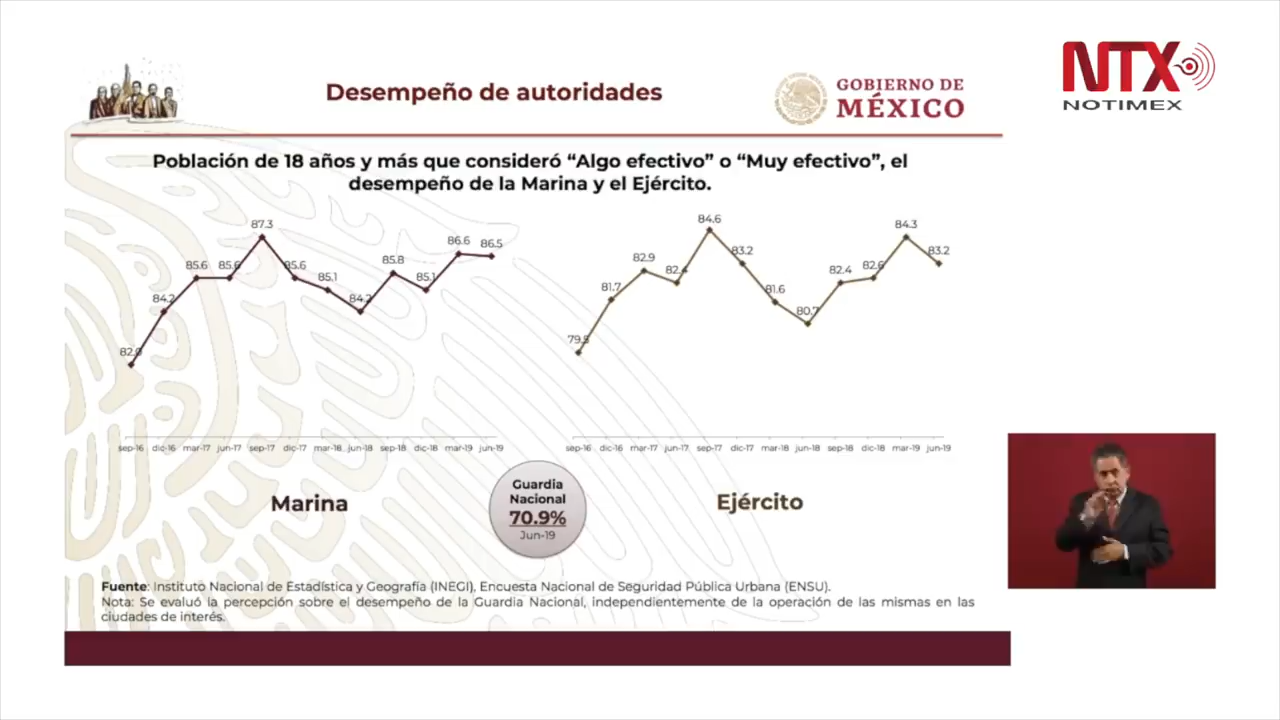 Desempeño de autoridades
GOBIERNO DE
MÉXICO
NTX
NOTIMEX
Población de 18 años y más que consideró “Algo efectivo” o “Muy efectivo”, el
desempeño de la Marina y el Ejército.
82.0
84.2
85.6
85.6
87.3
85.6
85.1
84.2
85.8
85.1
86.6
86.5
sep-16 dic-16 mar-17 jun-17 sep-17 dic-17 mar-18 jun-18 sep-18 dic-18 mar-19 jun-19
Marina
79.5
81.7
82.9
82.4
84.6
83.2
81.6
80.7
82.4
82.6
84.3
83.2
sep-16 dic-16 mar-17 jun-17 sep-17 dic-17 mar-18 jun-18 sep-18 dic-18 mar-19 jun-19
Ejército
Guardia
Nacional
70.9%
Jun-19
Fuente: Instituto Nacional de Estadística y Geografía (INEGI), Encuesta Nacional de Seguridad Pública Urbana (ENSU).
Nota: Se evaluó la percepción sobre el desempeño de la Guardia Nacional, independientemente de la operación de las mismas en las
ciudades de interés.